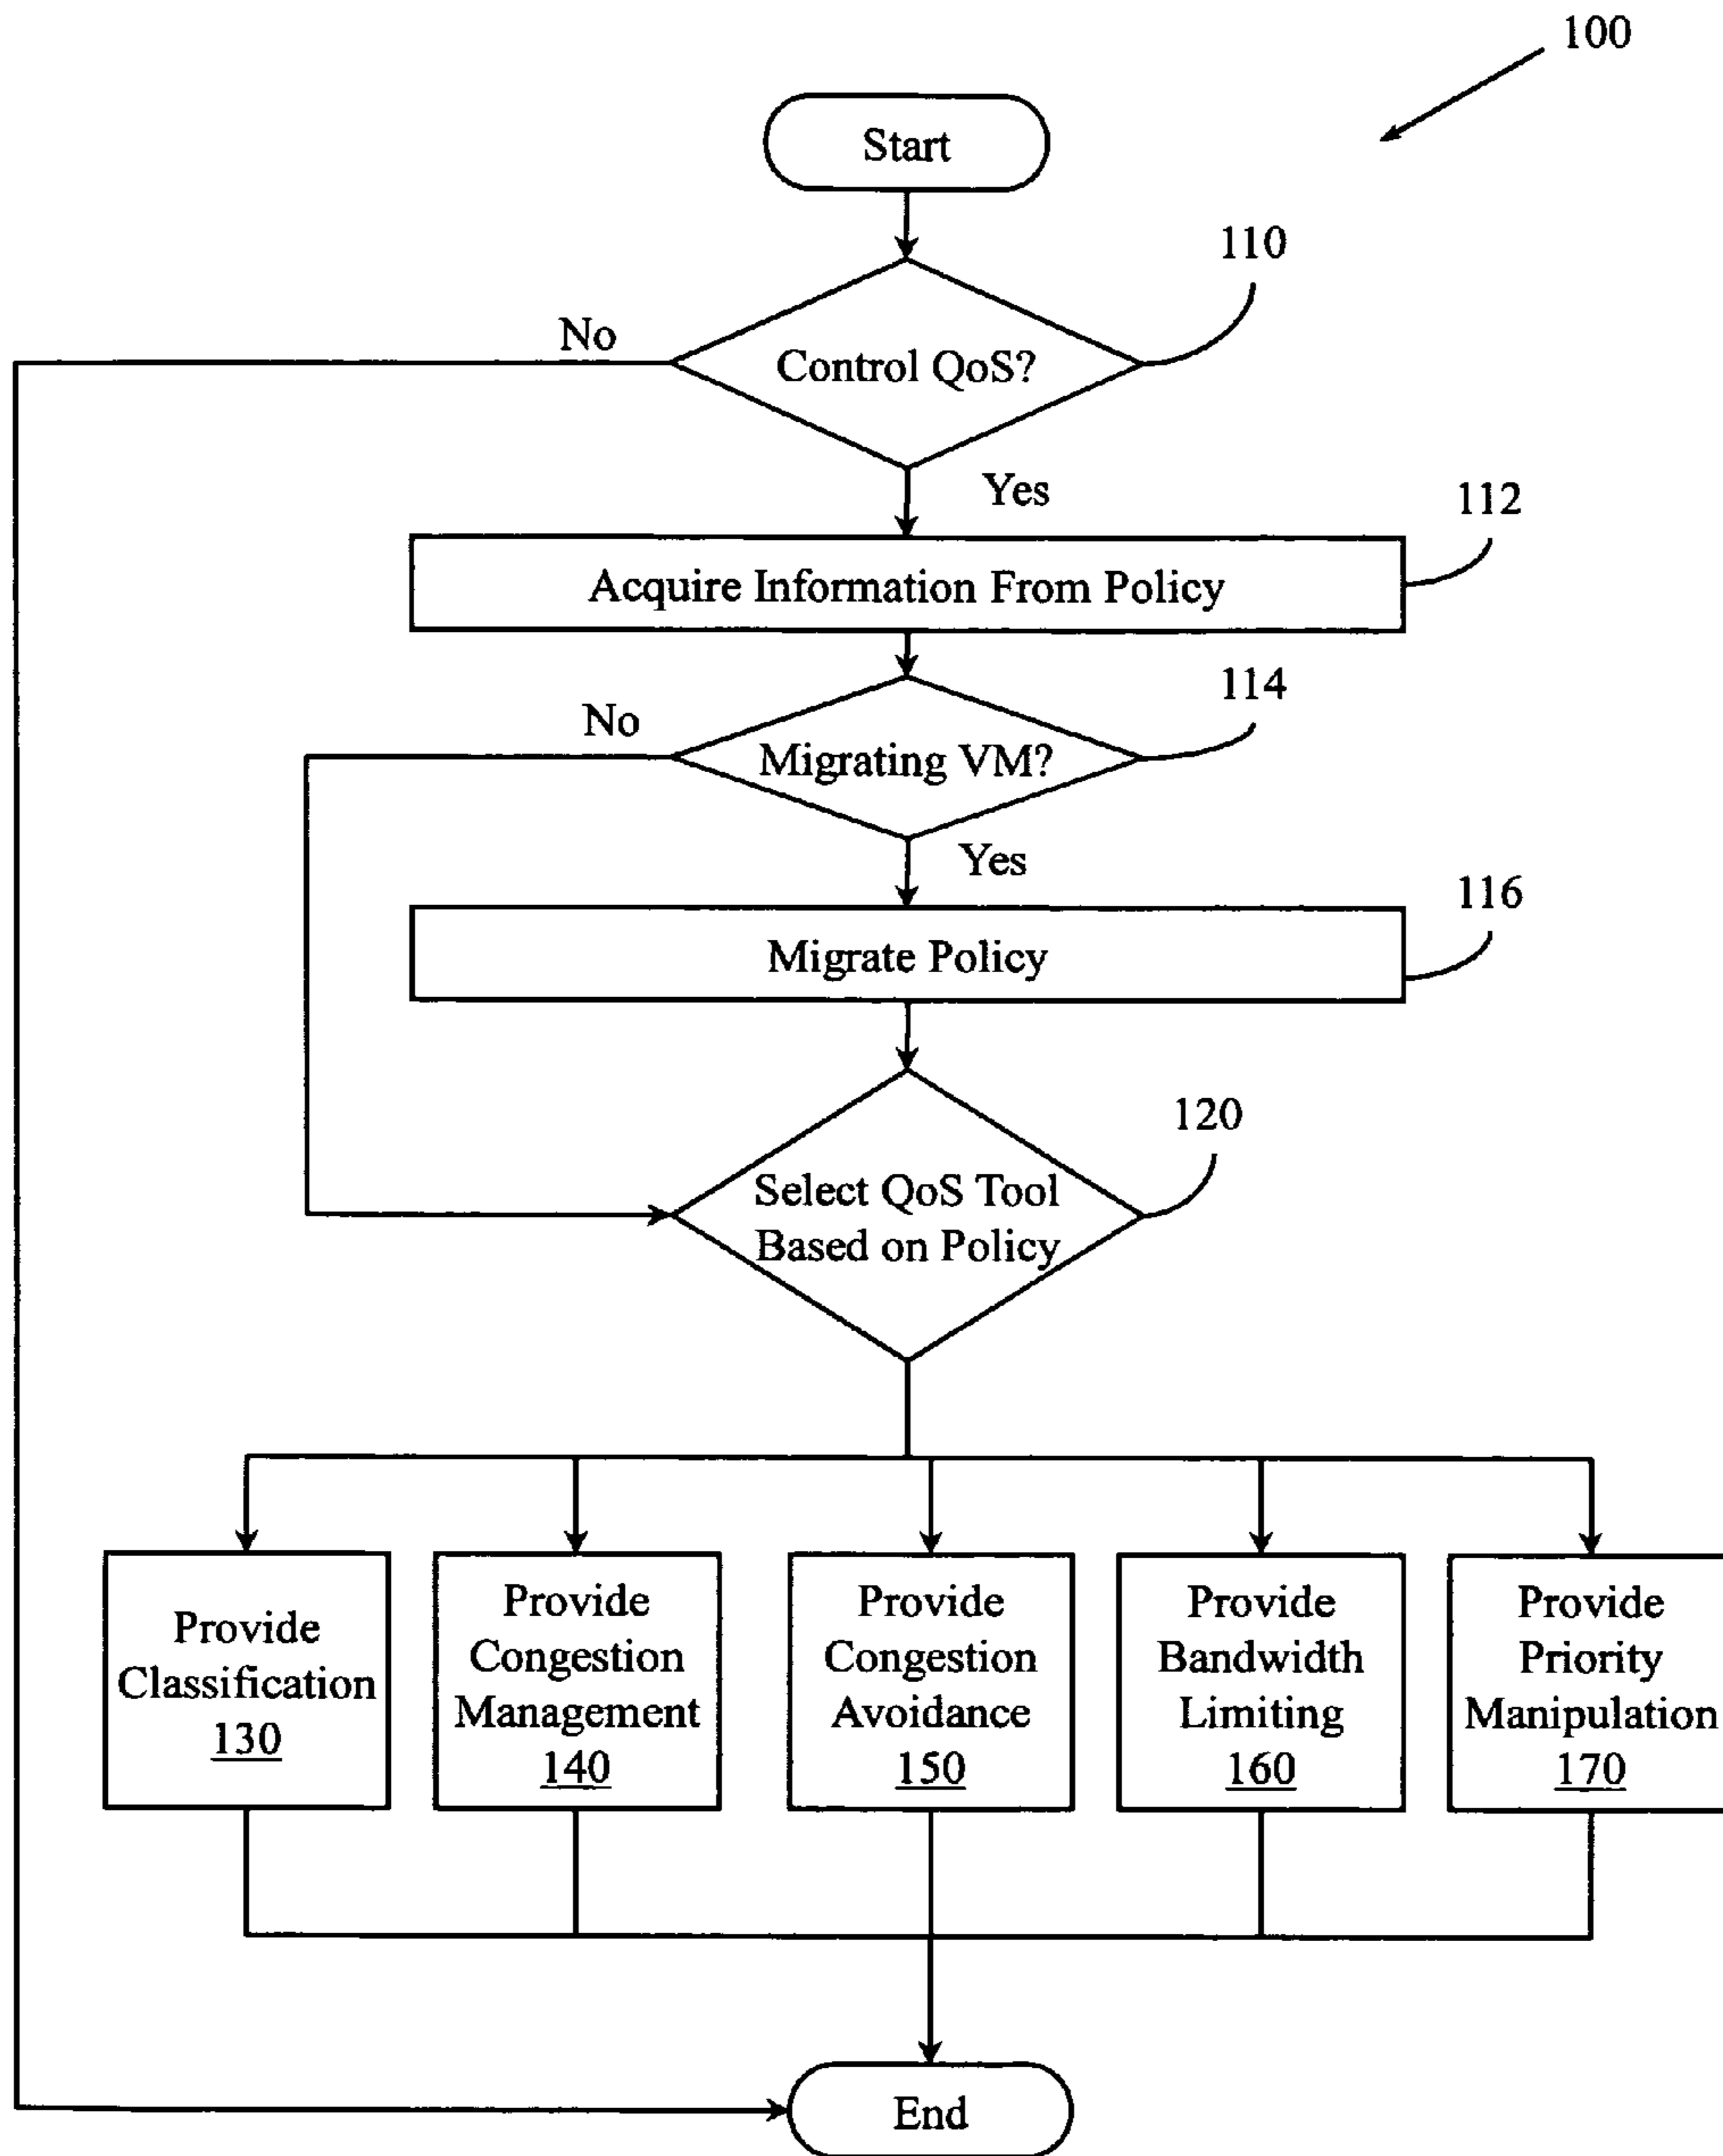 100
Start
110
No
Control QoS?
Yes
112
Acquire Information From Policy
114
No
Migrating VM?
Yes
116
Migrate Policy
120
Select QoS Tool
Based on Policy
Provide
Classification
130
Provide
Congestion
Management
140
Provide
Congestion
Avoidance
150
Provide
Bandwidth
Limiting
160
Provide
Priority
Manipulation
170
End